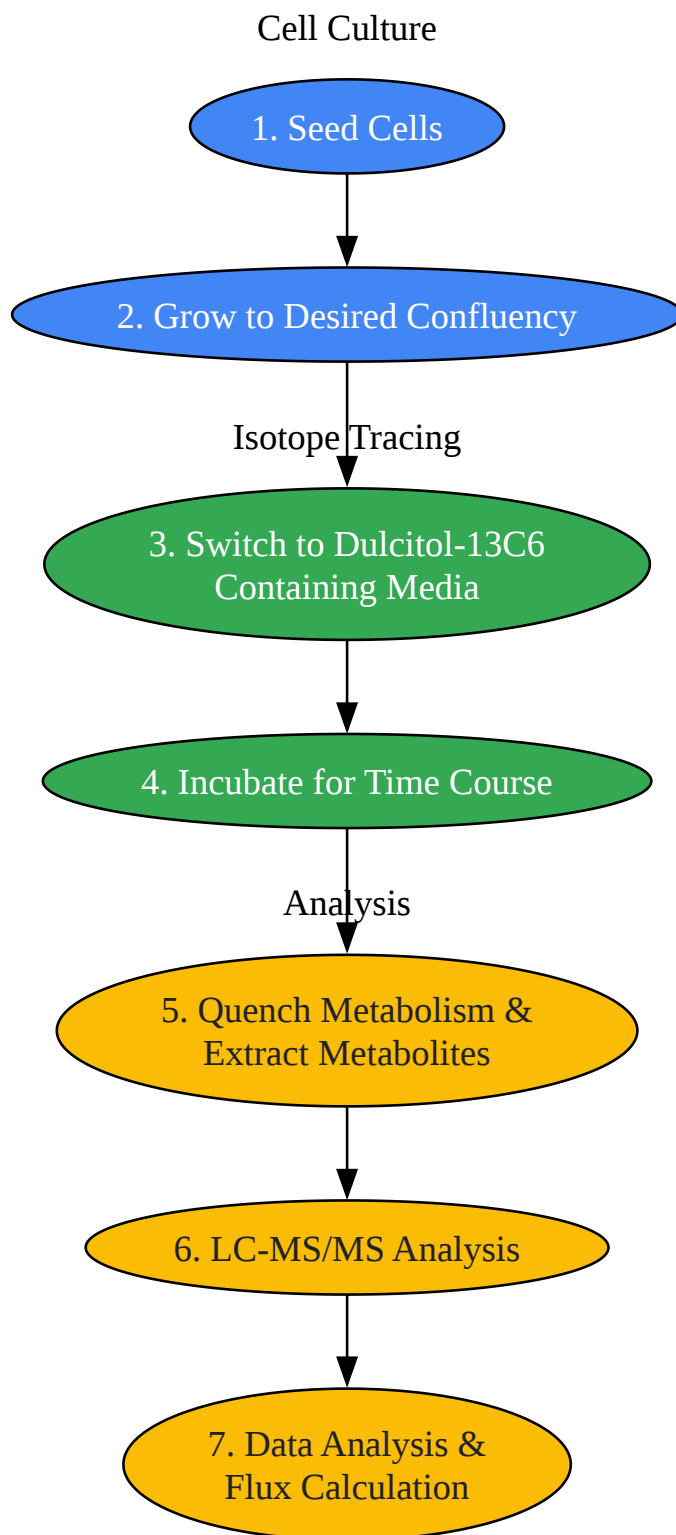 Cell Culture
1. Seed Cells
2. Grow to Desired Confluency
Isotope Tracing
3. Switch to Dulcitol-13C6
Containing Media
4. Incubate for Time Course
Analysis
5. Quench Metabolism &
Extract Metabolites
6. LC-MS/MS Analysis
7. Data Analysis &
Flux Calculation